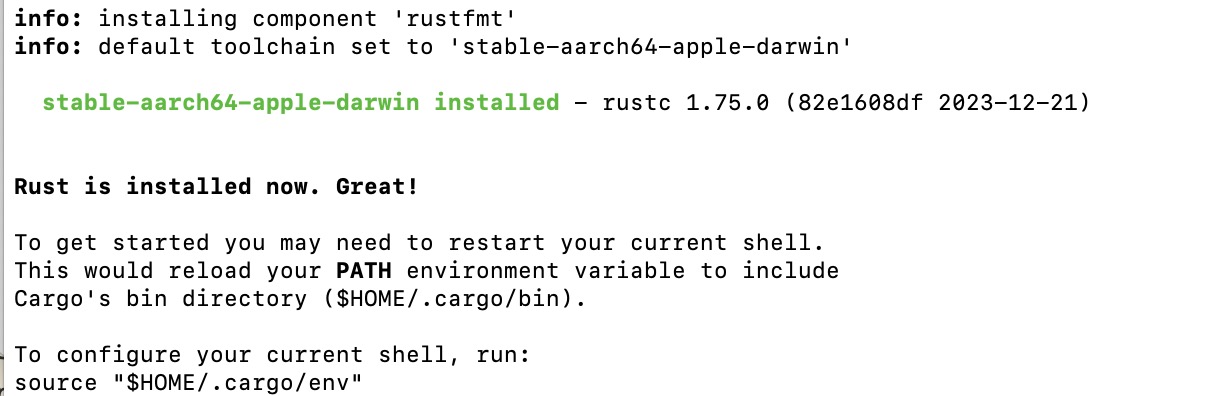 info: installing component 'rustfmt'
info: default toolchain set to 'stable-aarch64-apple-darwin'
stable-aarch64-apple-darwin installed - rustc 1.75.0 (82e1608df 2023-12-21)
Rust is installed now. Great!
To get started you may need to restart your current shell.
This would reload your PATH environment variable to include
Cargo's bin directory ($HOME/.cargo/bin).
To configure your current shell, run:
source "$HOME/.cargo/env"